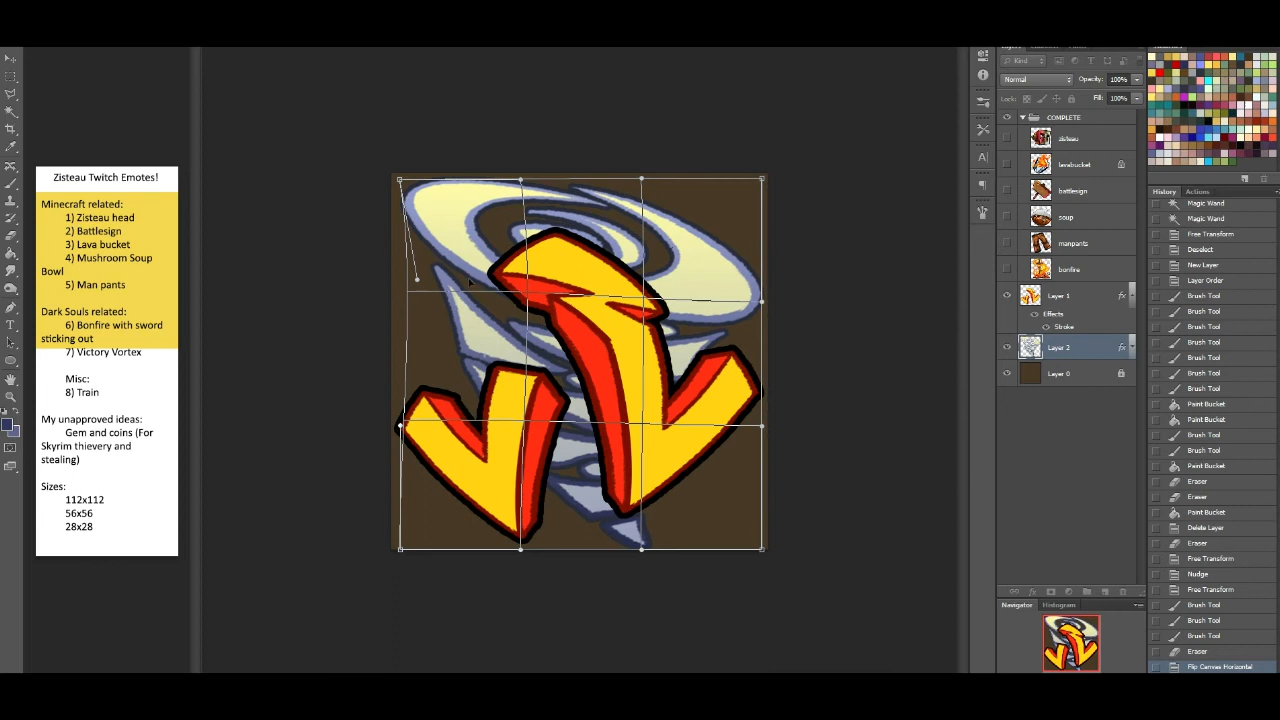 Zisteau Twitch Emotes!
Minecraft related:
1) Zisteau head
2) Battlesign
3) Lava bucket
4) Mushroom Soup
Bowl
5) Man pants
Dark Souls related:
6) Bonfire with sword
sticking out
7) Victory Vortex
Misc:
8) Train
My unapproved ideas:
Gem and coins (For
Skyrim thievery and
stealing)
Sizes:
112x112
56x56
28x28
Kind
Normal
Opacity: 100%
Lock:
Fill: 100%
COMPLETE
zisteau
lavabucket
battlesign
soup
manpants
bonfire
Layer 1
fx
Effects
Stroke
Layer 2
fx
Layer 0
Navigator
Histogram
History
Actions
Magic Wand
Magic Wand
Free Transform
Deselect
New Layer
Layer Order
Brush Tool
Brush Tool
Brush Tool
Brush Tool
Brush Tool
Brush Tool
Brush Tool
Paint Bucket
Paint Bucket
Brush Tool
Brush Tool
Paint Bucket
Eraser
Eraser
Paint Bucket
Delete Layer
Eraser
Free Transform
Nudge
Free Transform
Brush Tool
Brush Tool
Brush Tool
Eraser
Flip Canvas Horizontal